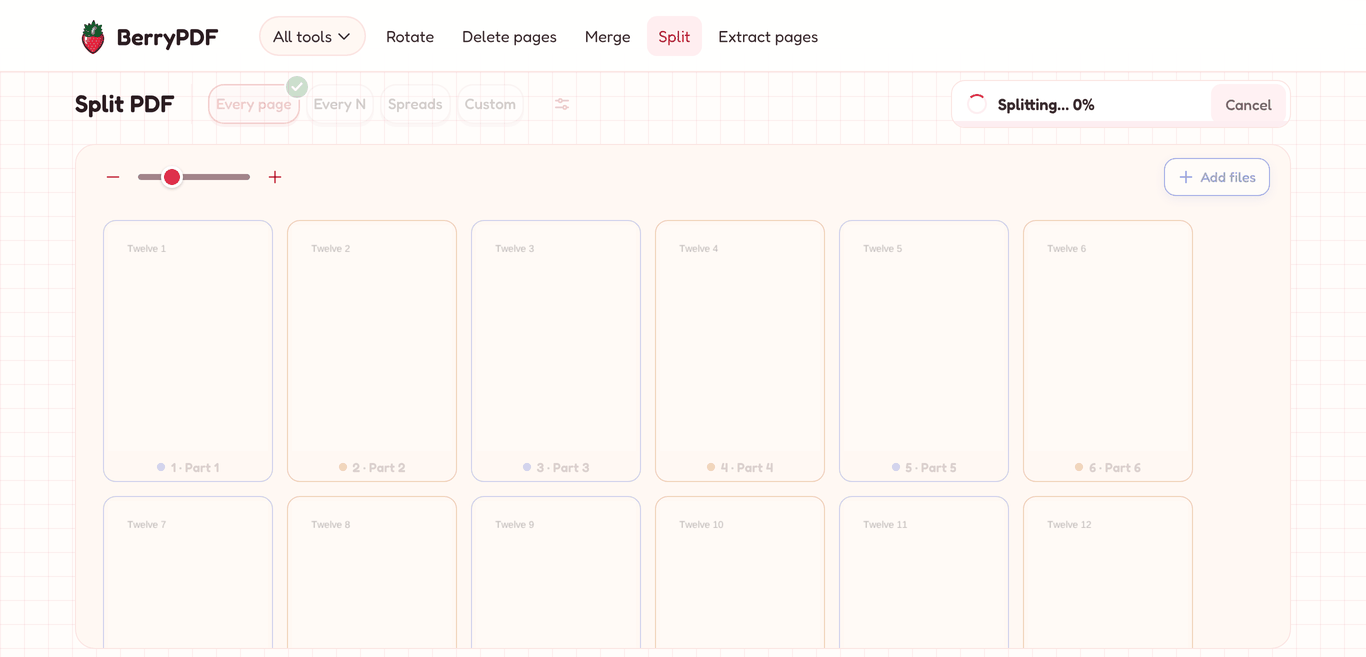 BerryPDF
All tools
Rotate
Delete pages
Merge
Split
Extract pages
Split PDF
Every page
Every N
Spreads
Custom
Splitting... 0%
Cancel
Add files
Twelve 1
Twelve 2
Twelve 3
Twelve 4
Twelve 5
Twelve 6
1 · Part 1
2 · Part 2
3 · Part 3
4 · Part 4
5 · Part 5
6 · Part 6
Twelve 7
Twelve 8
Twelve 9
Twelve 10
Twelve 11
Twelve 12